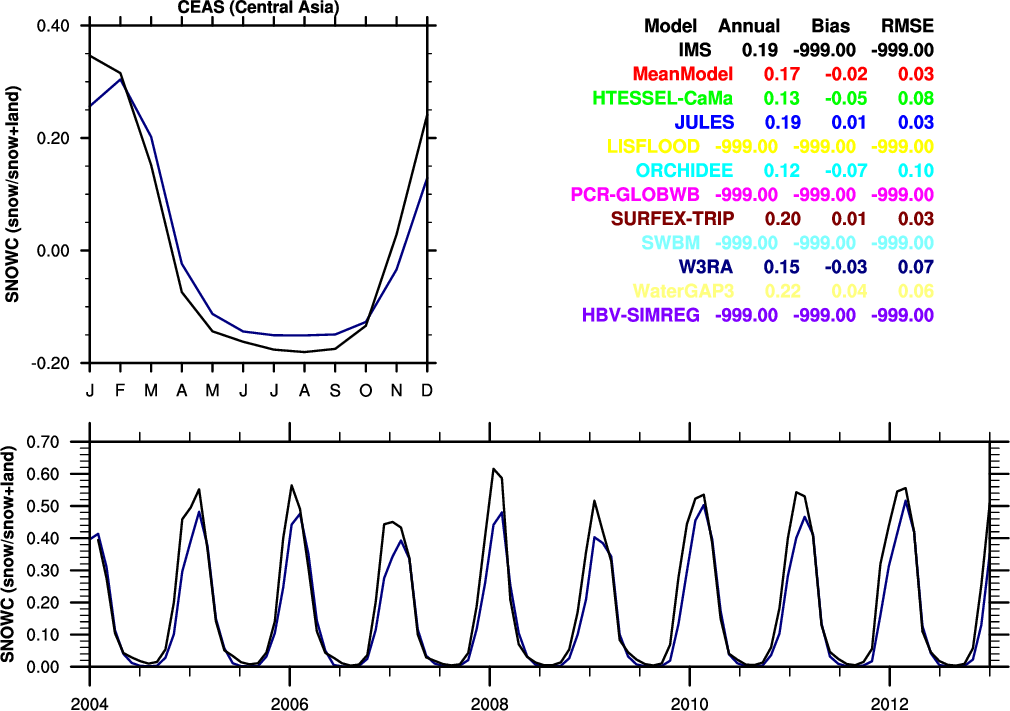 CEAS (Central Asia)
SNOWC (snow/snow+land)
0.40
0.20
0.00
-0.20
J F M A M J J A S O N D
Model Annual Bias RMSE
IMS 0.19 -999.00 -999.00
MeanModel 0.17 -0.02 0.03
HTESSEL-CaMa 0.13 -0.05 0.08
JULES 0.19 0.01 0.03
LISFLOOD -999.00 -999.00 -999.00
ORCHIDEE 0.12 -0.07 0.10
PCR-GLOBWB -999.00 -999.00 -999.00
SURFEX-TRIP 0.20 0.01 0.03
SWBM -999.00 -999.00 -999.00
W3RA 0.15 -0.03 0.07
WaterGAP3 0.22 0.04 0.06
HBV-SIMREG -999.00 -999.00 -999.00
SNOWC (snow/snow+land)
0.70
0.60
0.50
0.40
0.30
0.20
0.10
0.00
2004 2006 2008 2010 2012